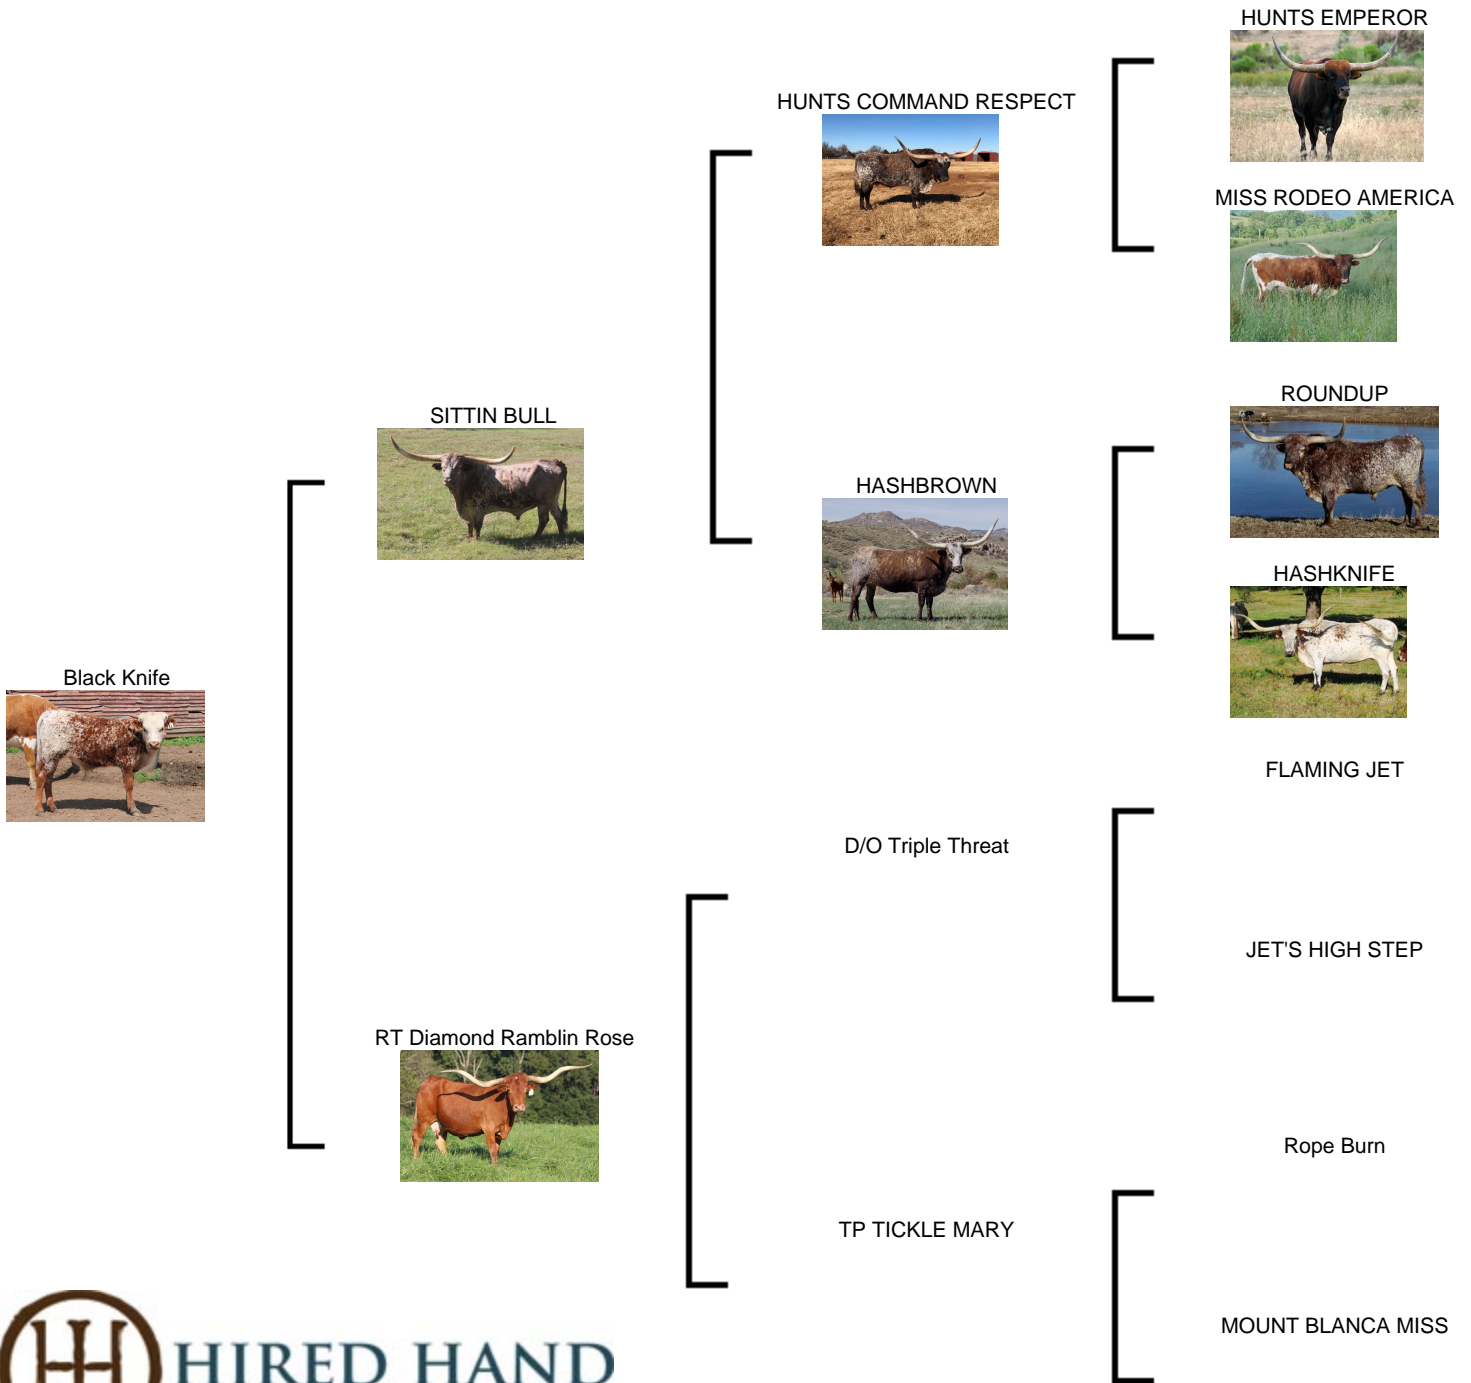 HUNTS EMPEROR
HUNTS COMMAND RESPECT
MISS RODEO AMERICA
ROUNDUP
SITTIN BULL
HASHBROWN
HASHKNIFE
Black Knife
FLAMING JET
D/O Triple Threat
JET'S HIGH STEP
RT Diamond Ramblin Rose
Rope Burn
TP TICKLE MARY
MOUNT BLANCA MISS
HIRED HAND